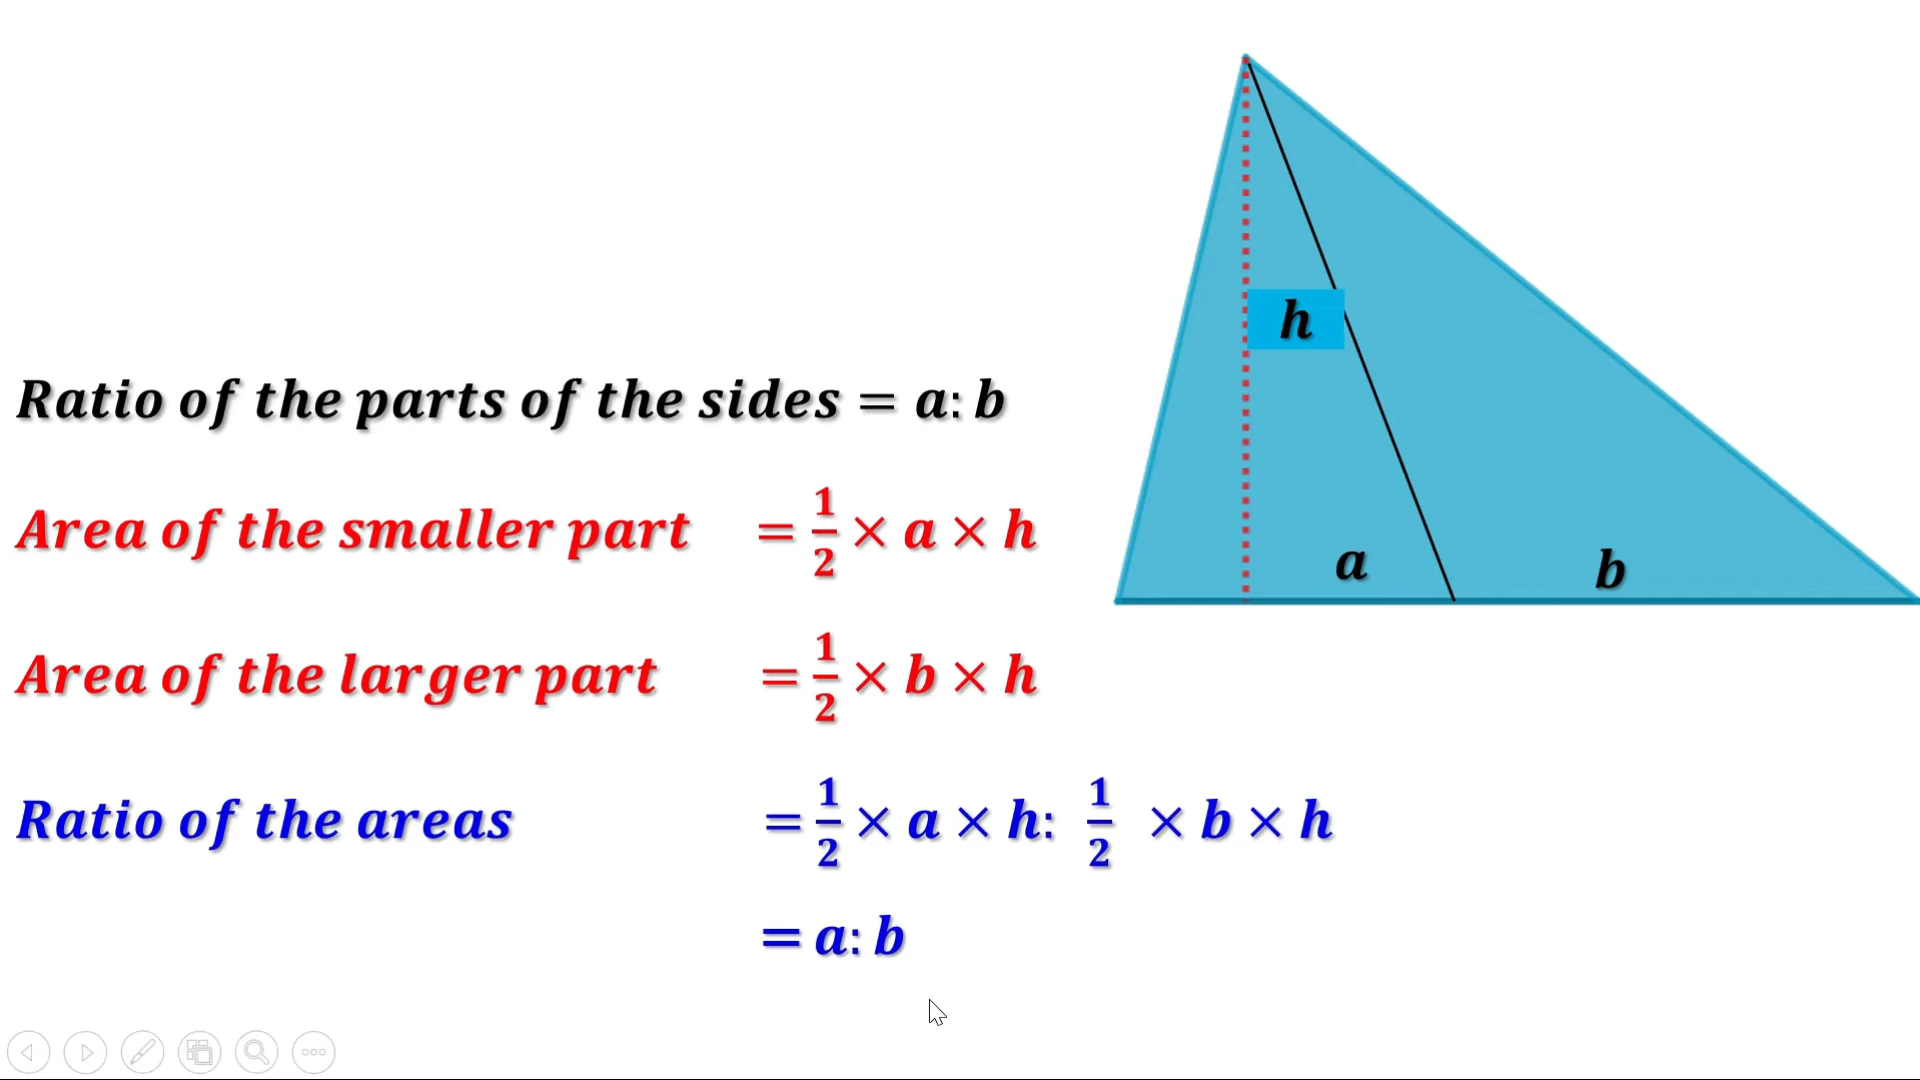 h
Ratio of the parts of the sides = a: b
Area of the smaller part = 1/2 × a × h
a
b
Area of the larger part = 1/2 × b × h
Ratio of the areas = 1/2 × a × h: 1/2 × b × h
= a: b